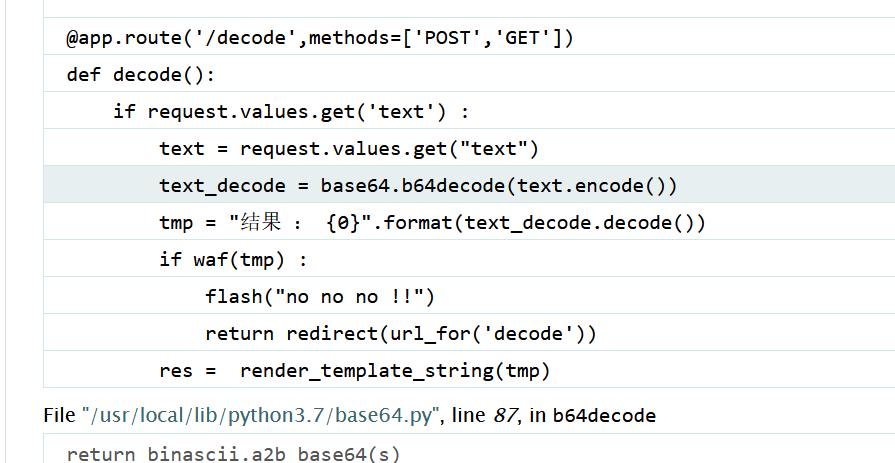 @app.route('/decode',methods=['POST','GET'])
def decode():
    if request.values.get('text') :
        text = request.values.get("text")
        text_decode = base64.b64decode(text.encode())
        tmp = "结果 ： {0}".format(text_decode.decode())
        if waf(tmp) :
            flash("no no no !!")
            return redirect(url_for('decode'))
        res =  render_template_string(tmp)
File "/usr/local/lib/python3.7/base64.py", line 87, in b64decode
return binascii.a2b_base64(s)